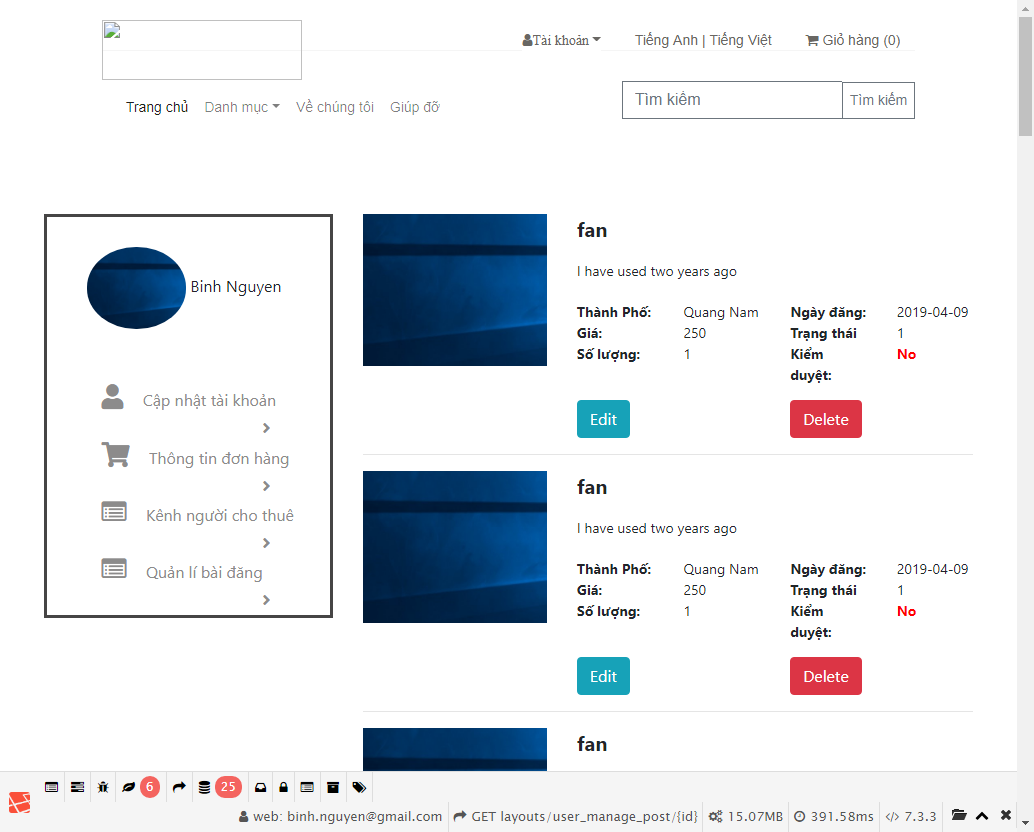 Tài khoản Tiếng Anh | Tiếng Việt Giỏ hàng (0)
Trang chủ Danh mục Về chúng tôi Giúp đỡ Tìm kiếm Tìm kiếm
Binh Nguyen
Cập nhật tài khoản
Thông tin đơn hàng
Kênh người cho thuê
Quản lí bài đăng
fan
I have used two years ago
Thành Phố: Quang Nam Ngày đăng: 2019-04-09
Giá: 250 Trạng thái 1
Số lượng: 1 Kiểm No
duyệt:
Edit Delete
fan
I have used two years ago
Thành Phố: Quang Nam Ngày đăng: 2019-04-09
Giá: 250 Trạng thái 1
Số lượng: 1 Kiểm No
duyệt:
Edit Delete
fan
6 25
web: binh.nguyen@gmail.com GET layouts/user_manage_post/{id} 15.07MB 391.58ms 7.3.3